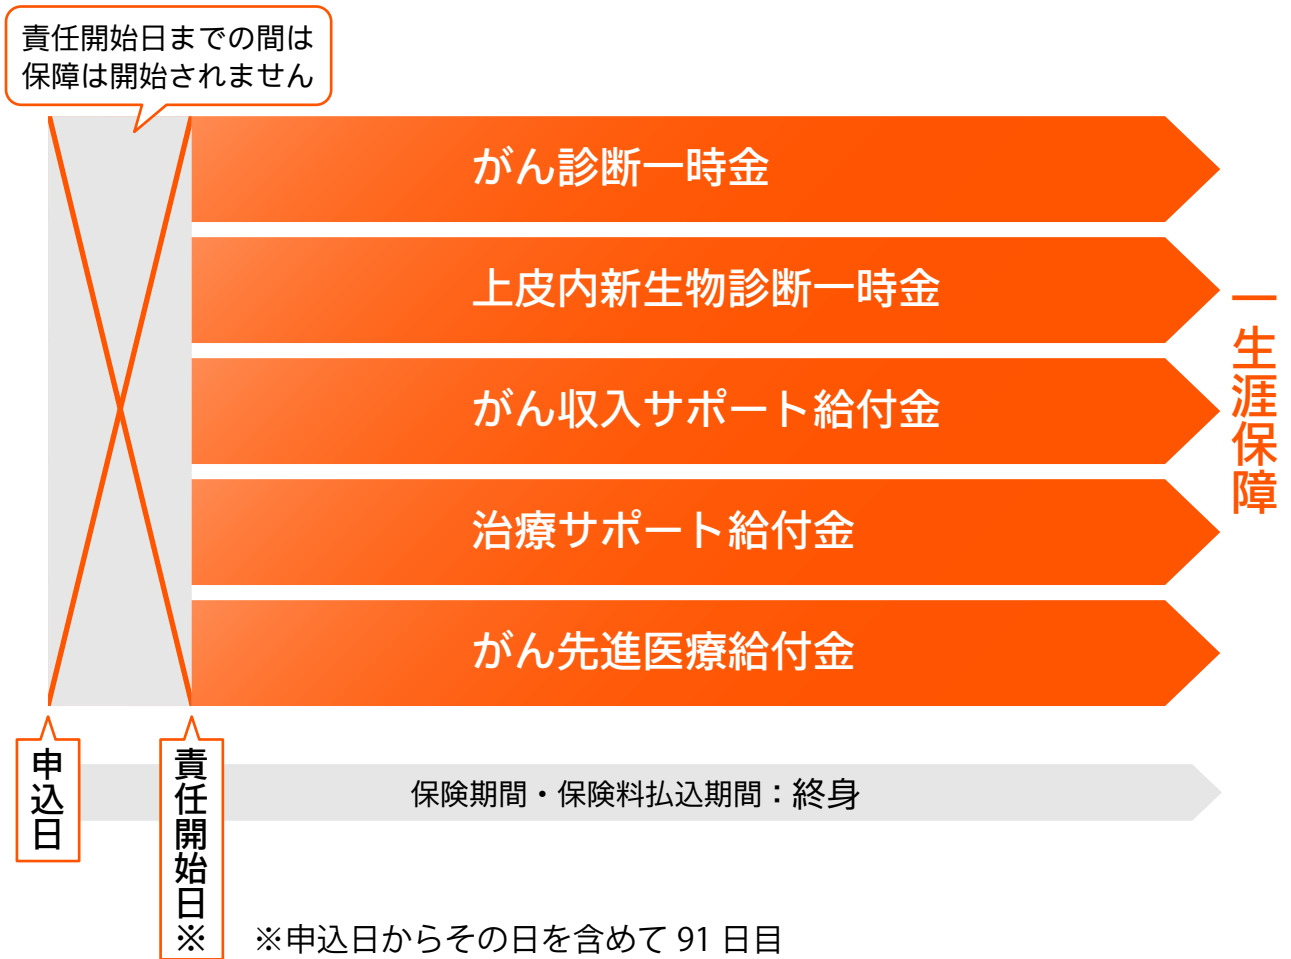 責任開始日までの間は
保障は開始されません
がん診断一時金
上皮内新生物診断一時金
がん収入サポート給付金
治療サポート給付金
がん先進医療給付金
一生涯保障
申込日
責任開始日※
保険期間・保険料払込期間：終身
※申込日からその日を含めて 91 日目